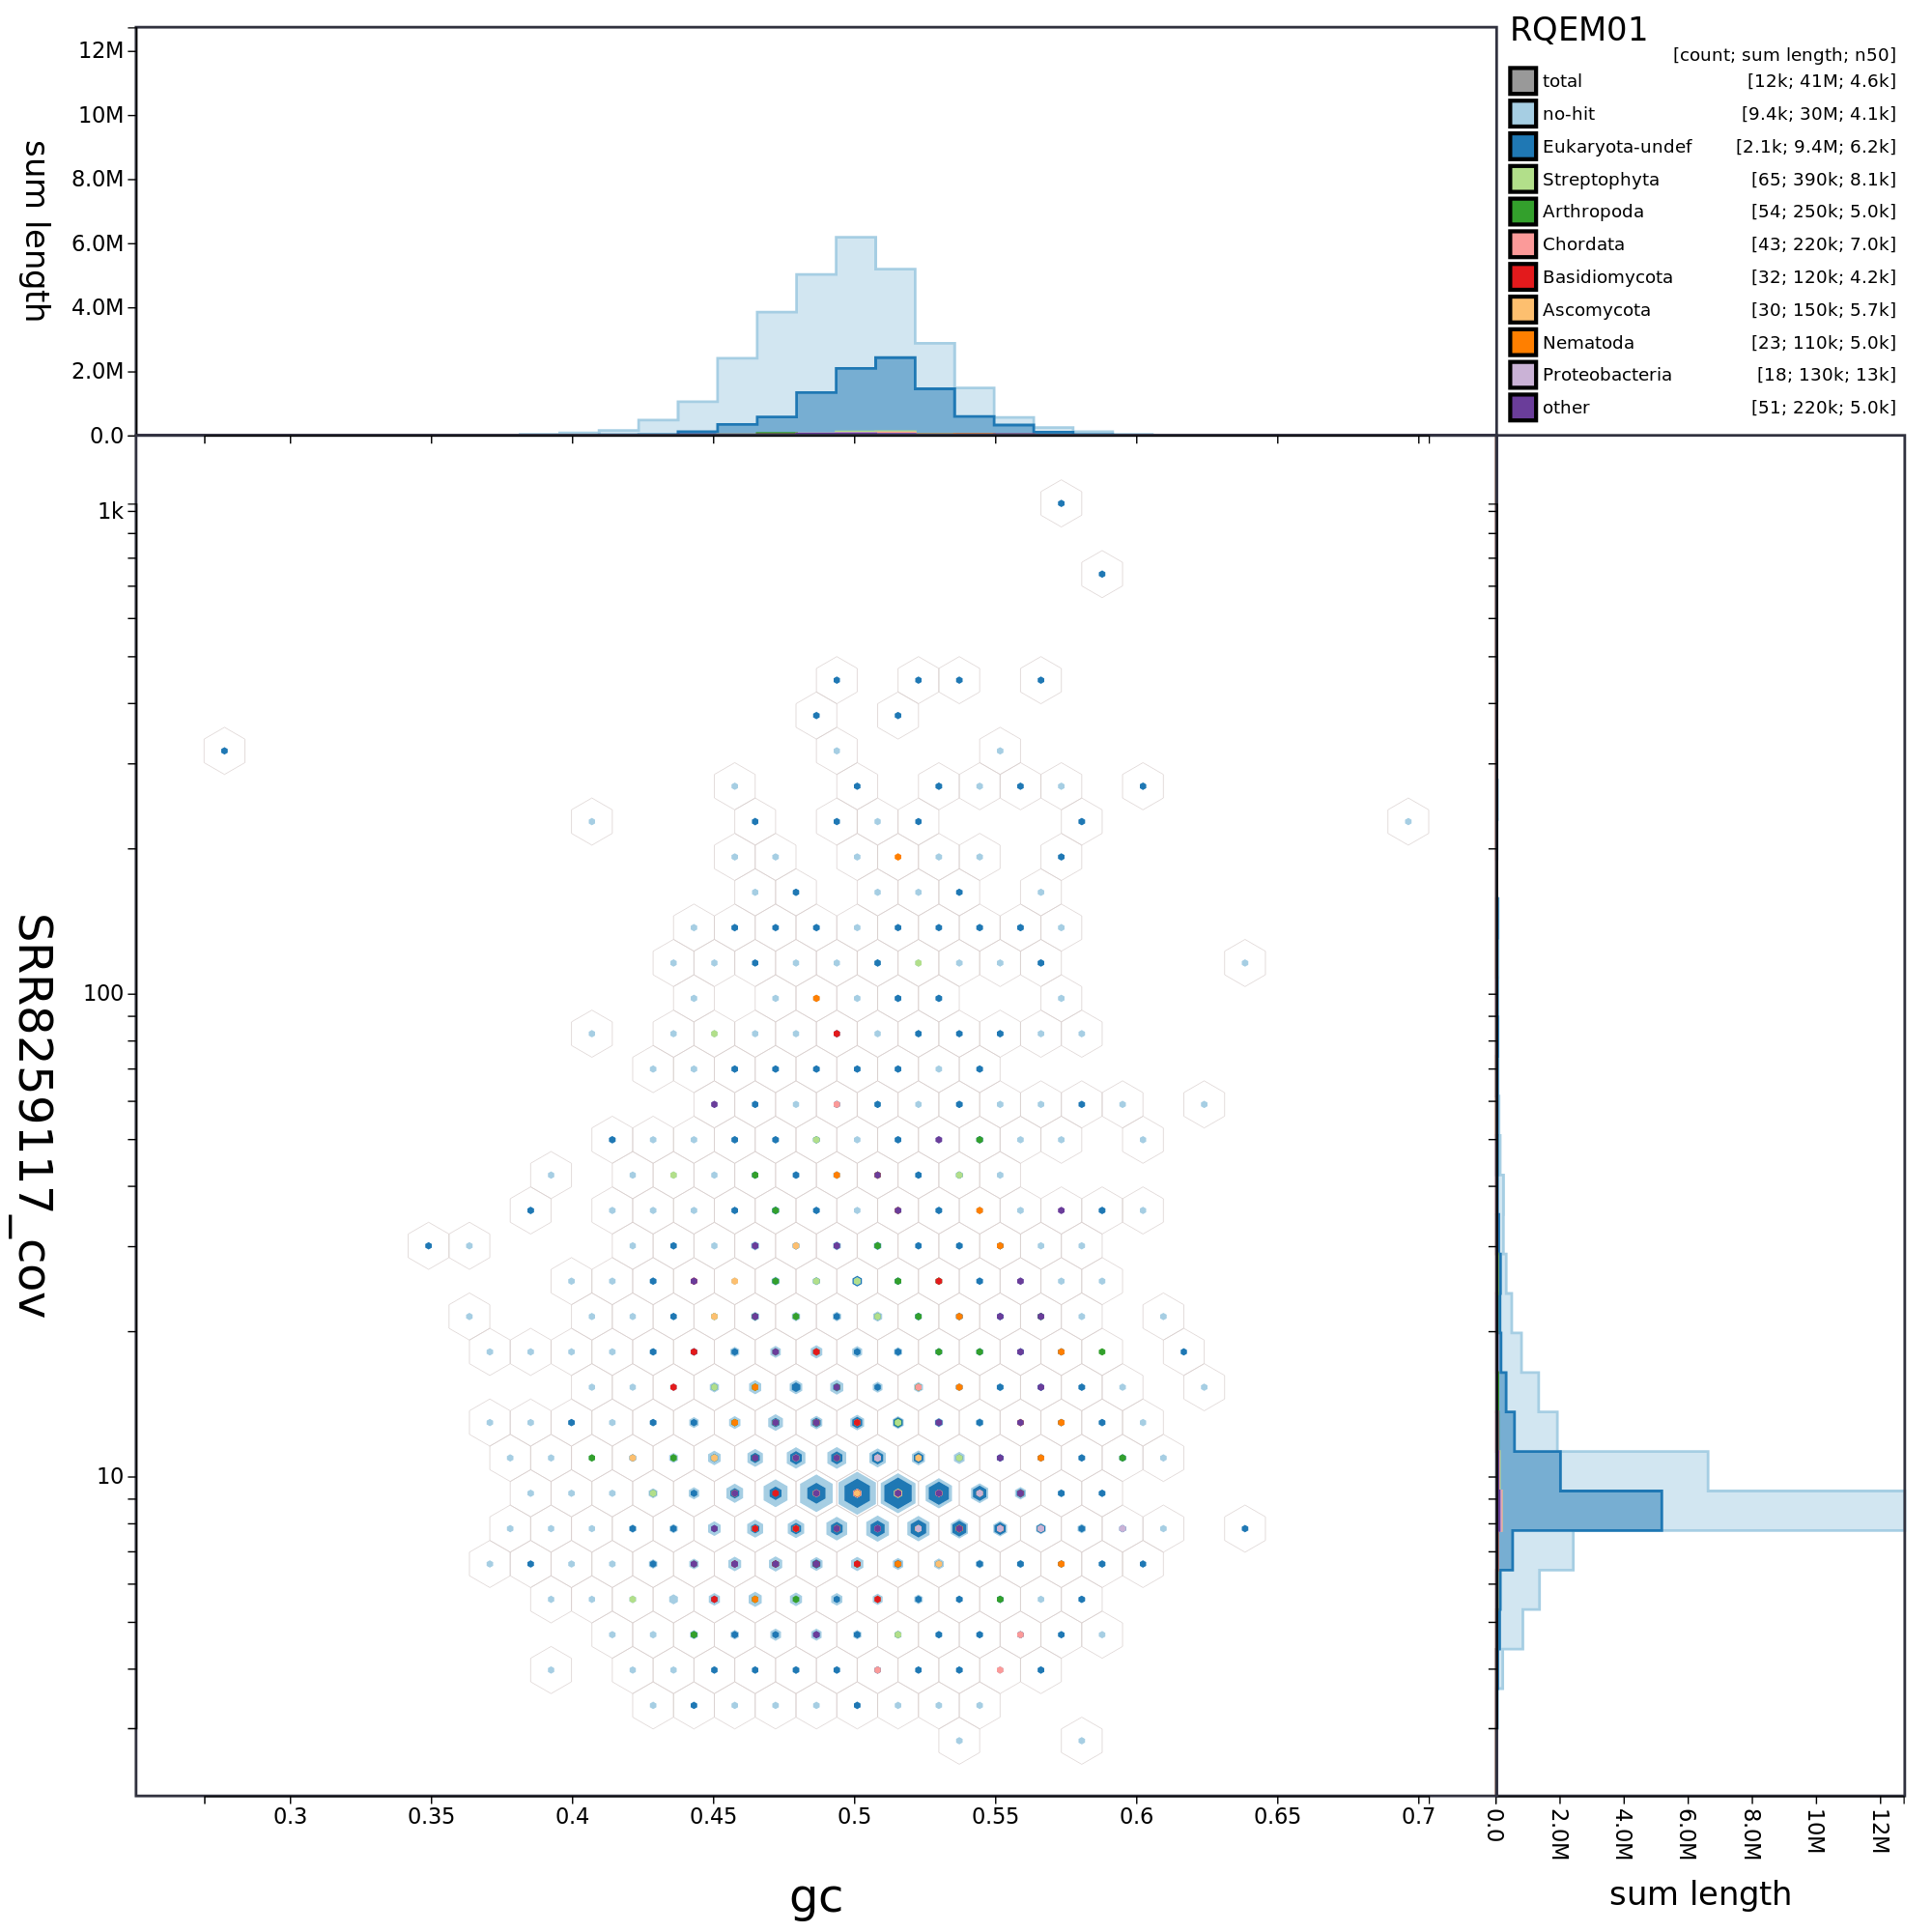 RQEM01
[count; sum length; n50]
total [12k; 41M; 4.6k]
no-hit [9.4k; 30M; 4.1k]
Eukaryota-undef [2.1k; 9.4M; 6.2k]
Streptophyta [65; 390k; 8.1k]
Arthropoda [54; 250k; 5.0k]
Chordata [43; 220k; 7.0k]
Basidiomycota [32; 120k; 4.2k]
Ascomycota [30; 150k; 5.7k]
Nematoda [23; 110k; 5.0k]
Proteobacteria [18; 130k; 13k]
other [51; 220k; 5.0k]
sum length
12M
10M
8.0M
6.0M
4.0M
2.0M
0.0
SRR8259117_cov
1k
100
10
0.3 0.35 0.4 0.45 0.5 0.55 0.6 0.65 0.7
gc
0.0 2.0M 4.0M 6.0M 8.0M 10M 12M
sum length